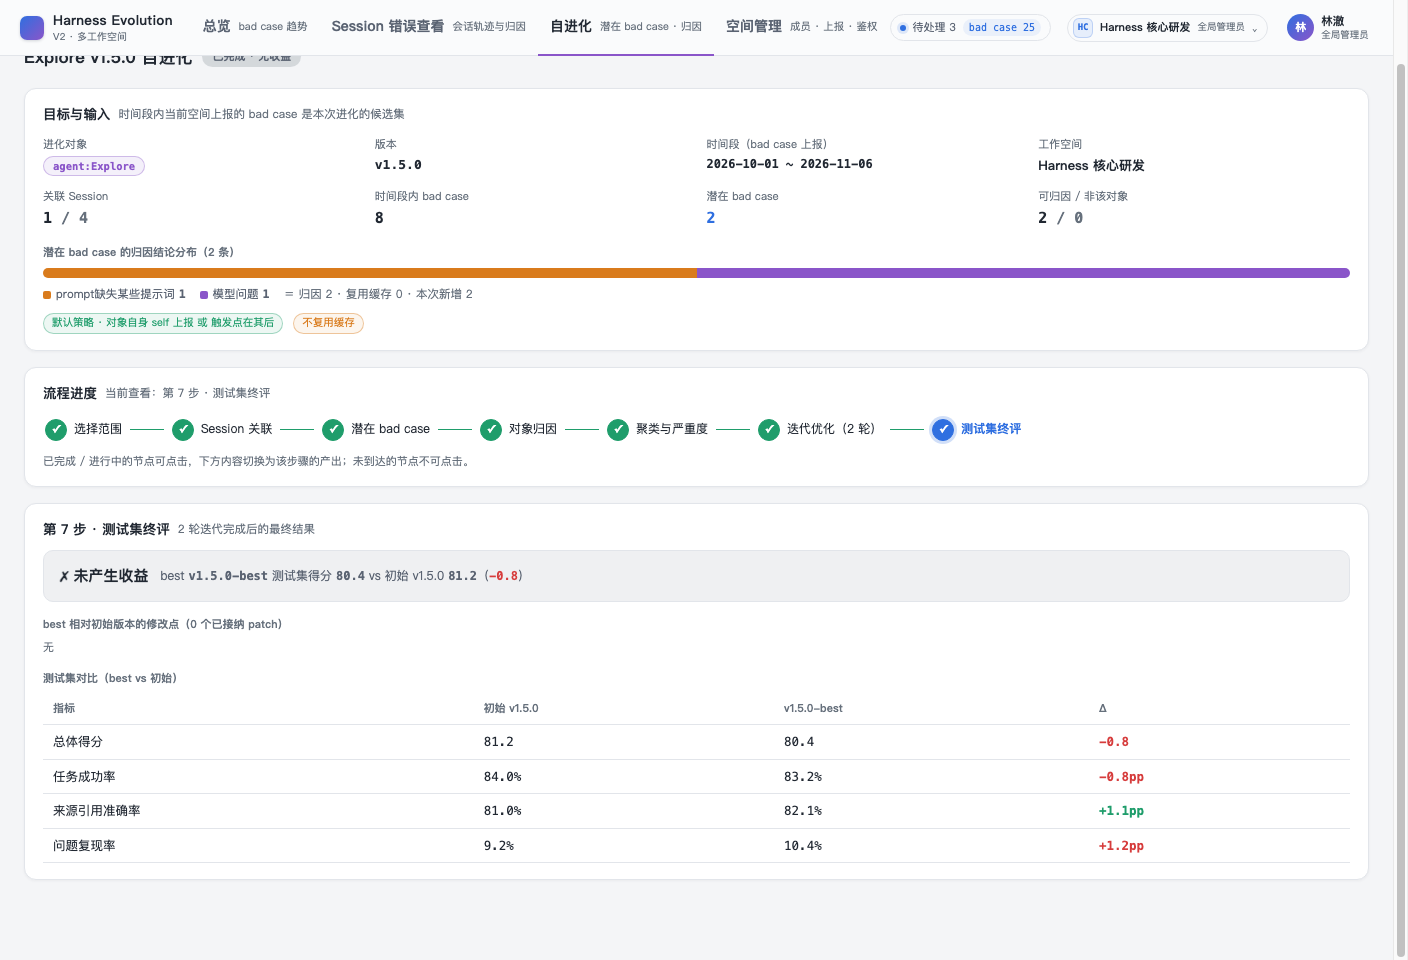 Harness Evolution
V2 · 多工作空间
总览 bad case 趋势
Session 错误查看 会话轨迹与归因
自进化 潜在 bad case · 归因
空间管理 成员 · 上报 · 鉴权
待处理 3 bad case 25
HC Harness 核心研发 全局管理员
林 林澈
全局管理员
Explore v1.5.0 自进化 已完成 · 无收益
目标与输入 时间段内当前空间上报的 bad case 是本次进化的候选集
进化对象 版本 时间段（bad case 上报） 工作空间
agent:Explore v1.5.0 2026-10-01 ~ 2026-11-06 Harness 核心研发
关联 Session 时间段内 bad case 潜在 bad case 可归因 / 非该对象
1 / 4 8 2 2 / 0
潜在 bad case 的归因结论分布（2 条）
prompt缺失某些提示词 1 模型问题 1 = 归因 2 · 复用缓存 0 · 本次新增 2
默认策略 · 对象自身 self 上报 或 触发点在其后 不复用缓存
流程进度 当前查看：第 7 步 · 测试集终评
✓ 选择范围 ✓ Session 关联 ✓ 潜在 bad case ✓ 对象归因 ✓ 聚类与严重度 ✓ 迭代优化（2 轮） ✓ 测试集终评
已完成 / 进行中的节点可点击，下方内容切换为该步骤的产出；未到达的节点不可点击。
第 7 步 · 测试集终评 2 轮迭代完成后的最终结果
✗ 未产生收益 best v1.5.0-best 测试集得分 80.4 vs 初始 v1.5.0 81.2（-0.8）
best 相对初始版本的修改点（0 个已接纳 patch）
无
测试集对比（best vs 初始）
指标 初始 v1.5.0 v1.5.0-best Δ
总体得分 81.2 80.4 -0.8
任务成功率 84.0% 83.2% -0.8pp
来源引用准确率 81.0% 82.1% +1.1pp
问题复现率 9.2% 10.4% +1.2pp